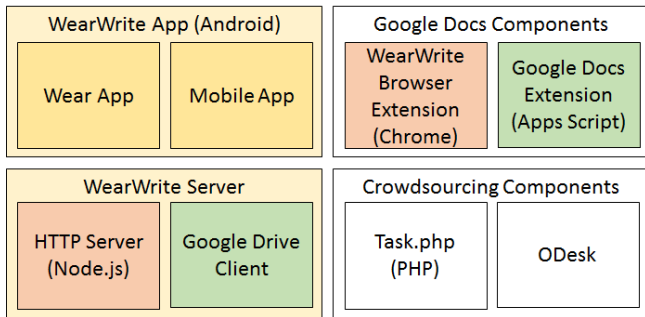 WearWrite App (Android)
Wear App
Mobile App
Google Docs Components
WearWrite
Browser
Extension
(Chrome)
Google Docs
Extension
(Apps Script)
WearWrite Server
HTTP Server
(Node.js)
Google Drive
Client
Crowdsourcing Components
Task.php
(PHP)
ODesk